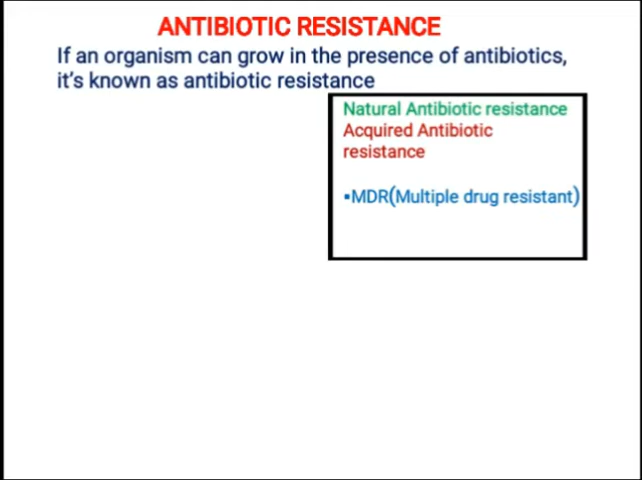 ANTIBIOTIC RESISTANCE
If an organism can grow in the presence of antibiotics,
it's known as antibiotic resistance
Natural Antibiotic resistance
Acquired Antibiotic
resistance
▪MDR(Multiple drug resistant)